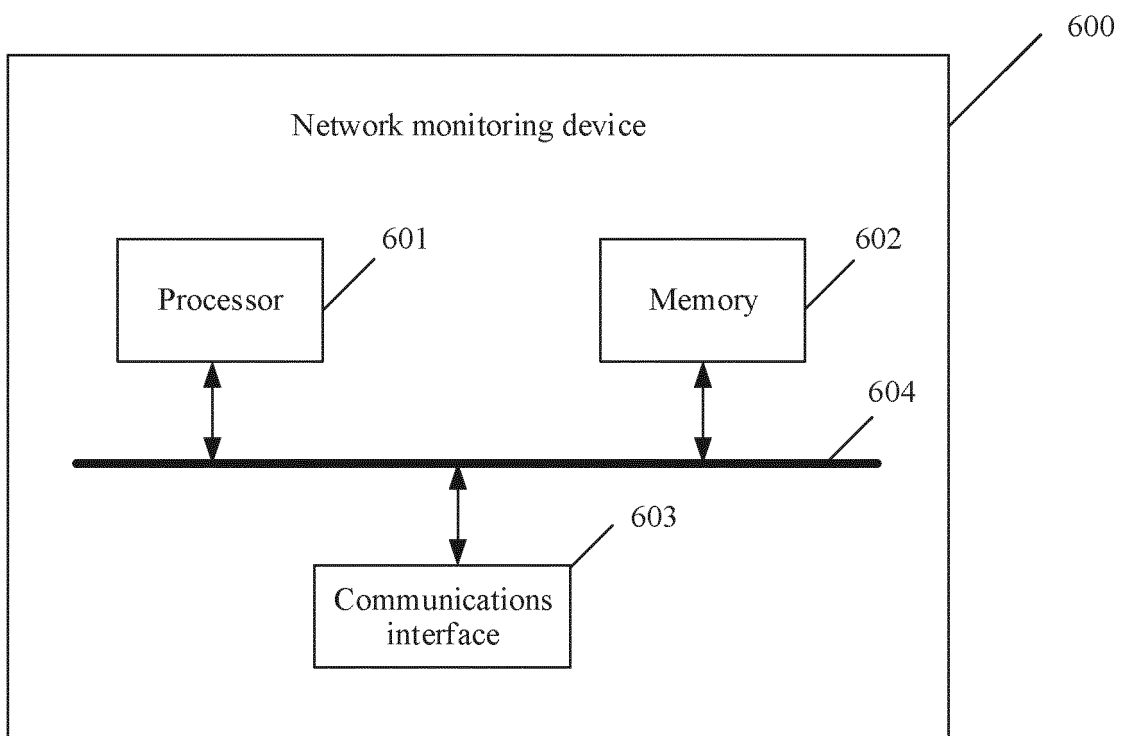 600
Network monitoring device
601
602
Processor
Memory
604
603
Communications
interface